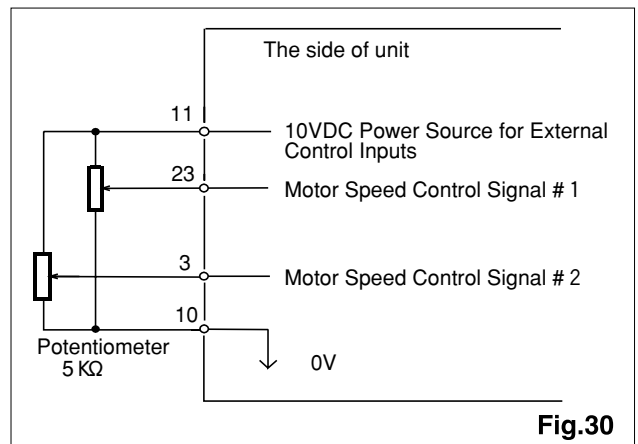 The side of unit
11
10VDC Power Source for External
Control Inputs
23
Motor Speed Control Signal # 1
3
Motor Speed Control Signal # 2
10
Potentiometer
5 KΩ
0V
Fig.30